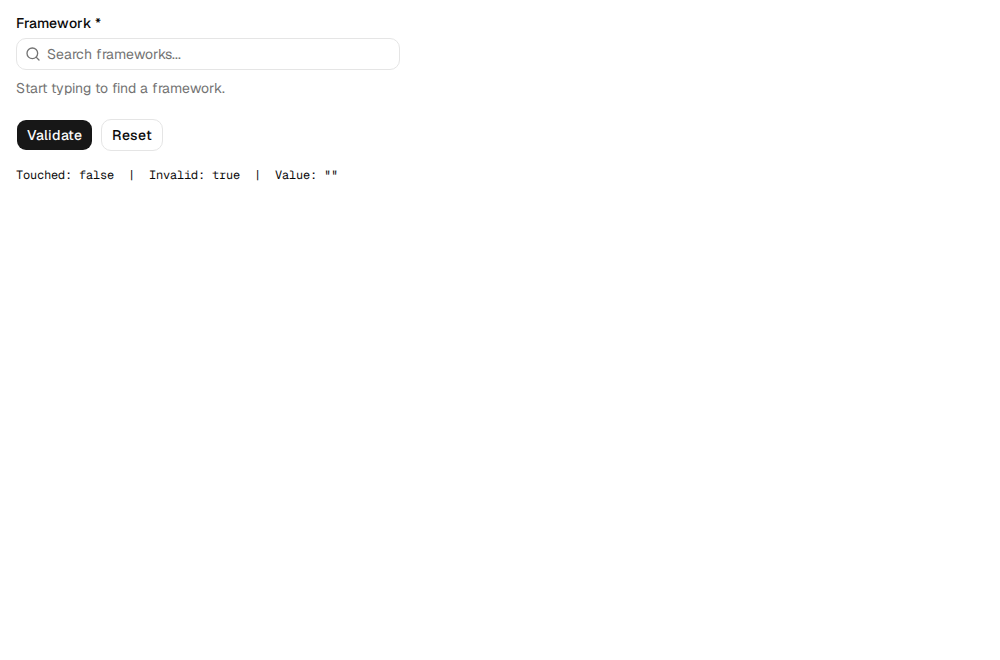 Framework *
Search frameworks...
Start typing to find a framework.
Validate Reset
Touched: false | Invalid: true | Value: ""